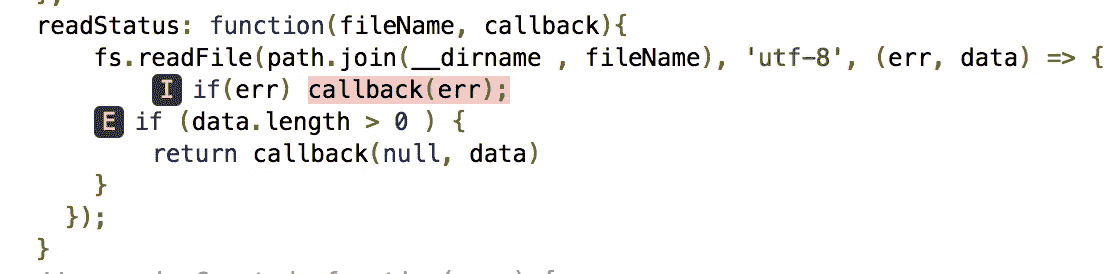 readStatus: function(fileName, callback){
fs.readFile(path.join(__dirname , fileName), 'utf-8', (err, data) => {
I if(err) callback(err);
E if (data.length > 0 ) {
return callback(null, data)
}
});
}